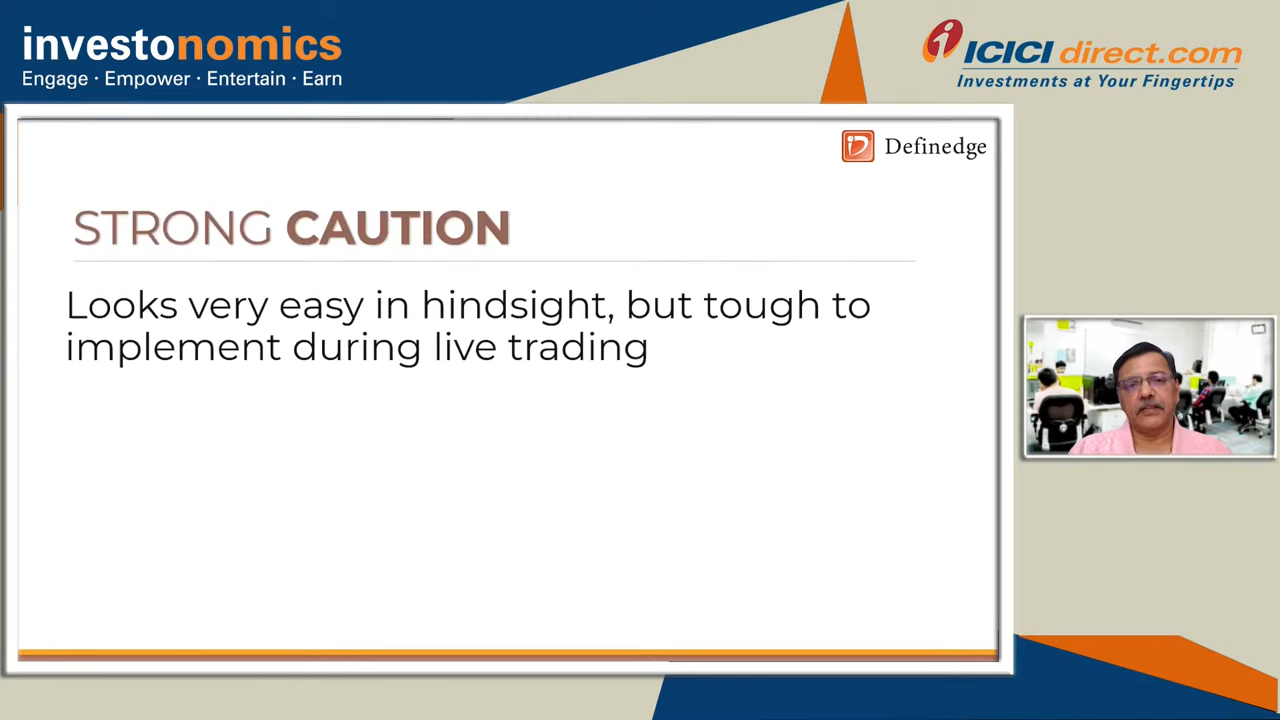 investonomics
Engage · Empower · Entertain · Earn
ICICI direct.com
Investments at Your Fingertips
Definedge
STRONG CAUTION
Looks very easy in hindsight, but tough to
implement during live trading